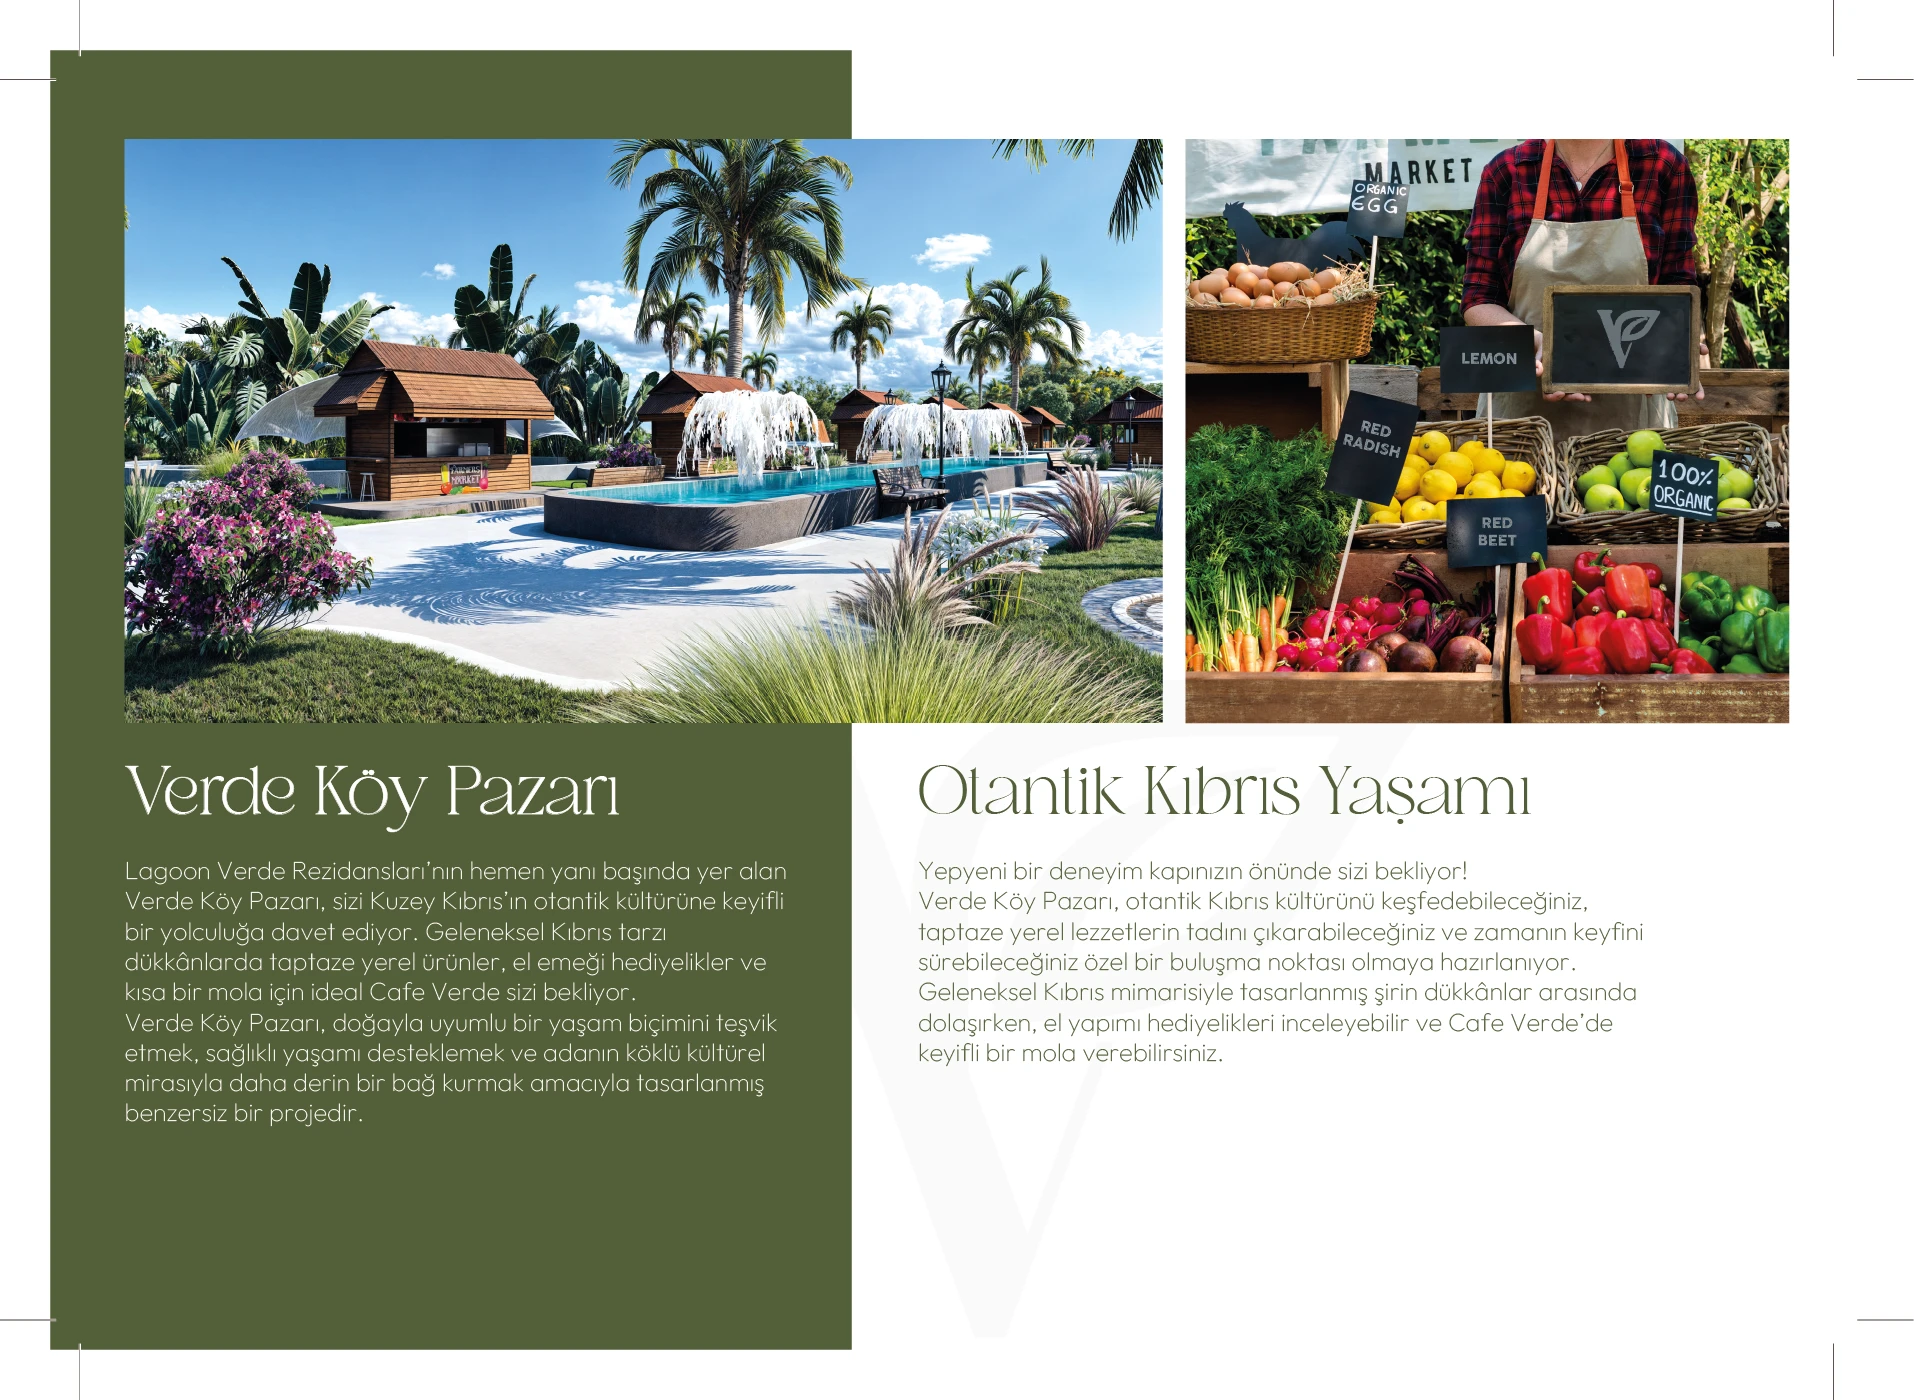 MARKET
ORGANIC
EGG
LEMON
RED
RADISH
100%
ORGANIC
RED
BEET
FARMERS
MARKET
Verde Köy Pazarı
Lagoon Verde Rezidansları’nın hemen yanı başında yer alan
Verde Köy Pazarı, sizi Kuzey Kıbrıs’ın otantik kültürüne keyifli
bir yolculuğa davet ediyor. Geleneksel Kıbrıs tarzı
dükkânlarda taptaze yerel ürünler, el emeği hediyelikler ve
kısa bir mola için ideal Cafe Verde sizi bekliyor.
Verde Köy Pazarı, doğayla uyumlu bir yaşam biçimini teşvik
etmek, sağlıklı yaşamı desteklemek ve adanın köklü kültürel
mirasıyla daha derin bir bağ kurmak amacıyla tasarlanmış
benzersiz bir projedir.
Otantik Kıbrıs Yaşamı
Yepyeni bir deneyim kapınızın önünde sizi bekliyor!
Verde Köy Pazarı, otantik Kıbrıs kültürünü keşfedebileceğiniz,
taptaze yerel lezzetlerin tadını çıkarabileceğiniz ve zamanın keyfini
sürebileceğiniz özel bir buluşma noktası olmaya hazırlanıyor.
Geleneksel Kıbrıs mimarisiyle tasarlanmış şirin dükkânlar arasında
dolaşırken, el yapımı hediyelikleri inceleyebilir ve Cafe Verde’de
keyifli bir mola verebilirsiniz.